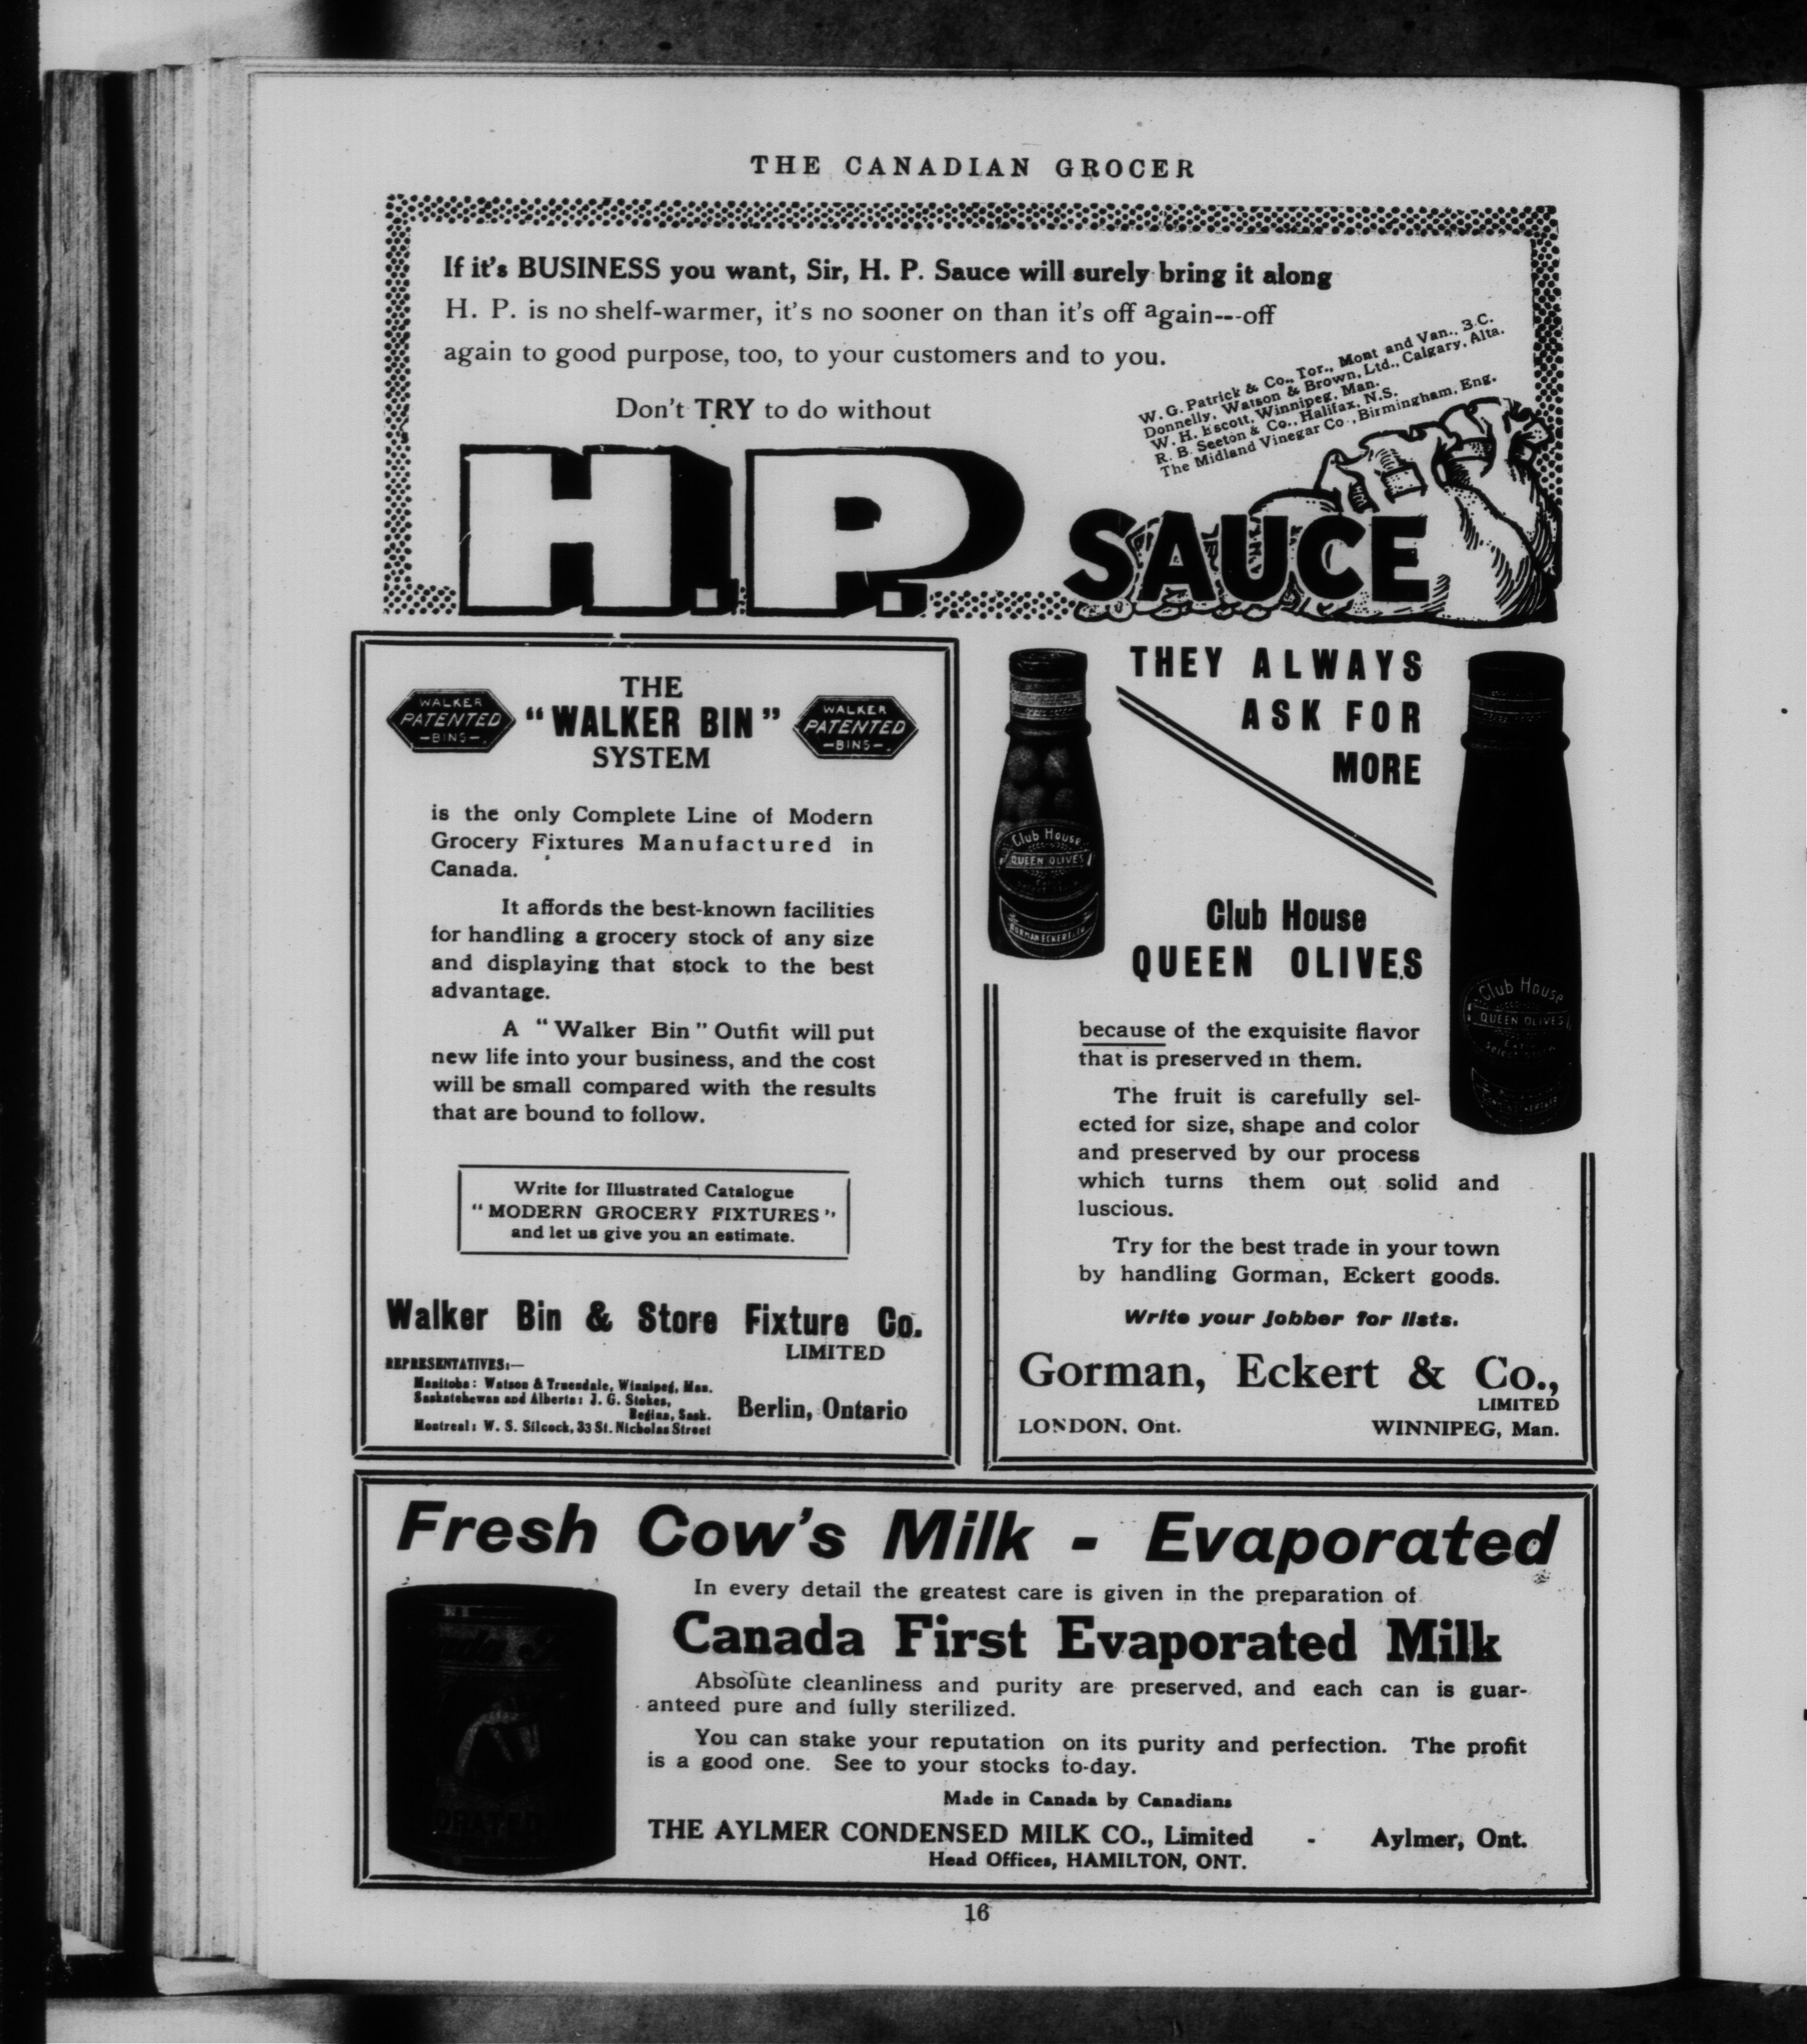 THE CANADIAN GROCER
If it's BUSINESS you want, Sir, H. P. Sauce will surely bring it along
H. P. is no shelf-warmer, it's no sooner on than it's off again---off
again to good purpose, too, to your customers and to you.
W. G. Patrick & Co., Tor., Mont and Van., B.C.
Donnelly, Watson & Brown, Ltd., Calgary, Alta.
W. H. Escott, Winnipeg, Man.
R. B. Seeton & Co., Halifax, N.S.
The Midland Vinegar Co., Birmingham, Eng.
Don't TRY to do without
H.P. SAUCE
WALKER
PATENTED
—BINS—
THE
"WALKER BIN"
SYSTEM
WALKER
PATENTED
—BINS—
is the only Complete Line of Modern
Grocery Fixtures Manufactured in
Canada.
It affords the best-known facilities
for handling a grocery stock of any size
and displaying that stock to the best
advantage.
A "Walker Bin" Outfit will put
new life into your business, and the cost
will be small compared with the results
that are bound to follow.
Write for Illustrated Catalogue
"MODERN GROCERY FIXTURES"
and let us give you an estimate.
Walker Bin & Store Fixture Co.
LIMITED
REPRESENTATIVES:—
Manitoba: Watson & Truesdale, Winnipeg, Man.
Saskatchewan and Alberta: J. G. Stokes,
Regina, Sask.
Montreal: W. S. Silcock, 33 St. Nicholas Street
Berlin, Ontario
THEY ALWAYS
ASK FOR
MORE
Club House
QUEEN OLIVES
GORMAN ECKERT & Co
Club House
QUEEN OLIVES
Club House
QUEEN OLIVES
because of the exquisite flavor
that is preserved in them.
The fruit is carefully sel-
ected for size, shape and color
and preserved by our process
which turns them out solid and
luscious.
Try for the best trade in your town
by handling Gorman, Eckert goods.
Write your jobber for lists.
Gorman, Eckert & Co.,
LIMITED
LONDON, Ont. WINNIPEG, Man.
Fresh Cow's Milk - Evaporated
In every detail the greatest care is given in the preparation of
Canada First Evaporated Milk
Absolute cleanliness and purity are preserved, and each can is guar-
anteed pure and fully sterilized.
You can stake your reputation on its purity and perfection. The profit
is a good one. See to your stocks to-day.
Made in Canada by Canadians
THE AYLMER CONDENSED MILK CO., Limited - Aylmer, Ont.
Head Offices, HAMILTON, ONT.
16